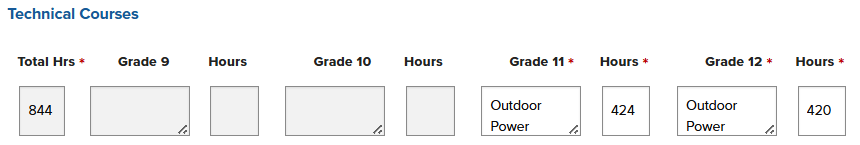 Technical Courses
Total Hrs * Grade 9 Hours Grade 10 Hours Grade 11 * Hours * Grade 12 * Hours *
844 Outdoor Power 424 Outdoor Power 420